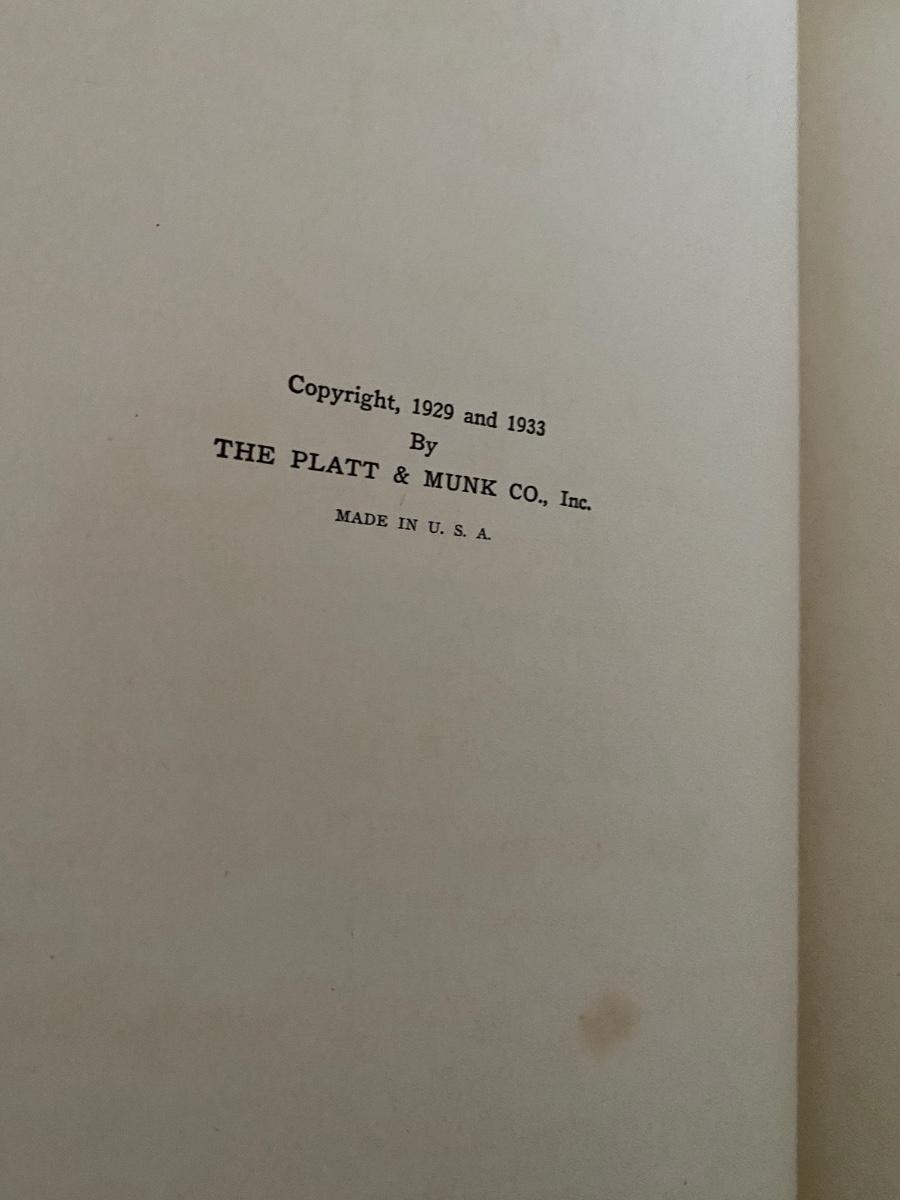 Copyright, 1929 and 1933
By
THE PLATT & MUNK CO., Inc.
MADE IN U. S. A.